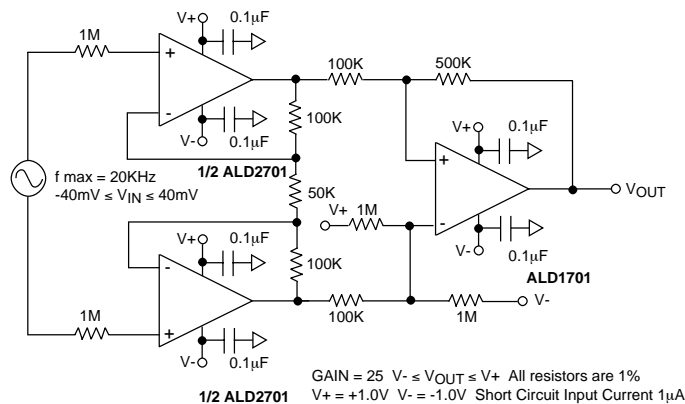 V+
0.1µF
1M
+
-
0.1µF
V-
1/2 ALD2701
100K
100K
500K
f max = 20KHz
-40mV ≤ VIN ≤ 40mV
50K
V+
0.1µF
+
-
VOUT
V-
0.1µF
ALD1701
V+
1M
V+
0.1µF
-
+
100K
100K
1M
V-
1M
0.1µF
V-
1/2 ALD2701
GAIN = 25 V- ≤ VOUT ≤ V+ All resistors are 1%
V+ = +1.0V V- = -1.0V Short Circuit Input Current 1µA